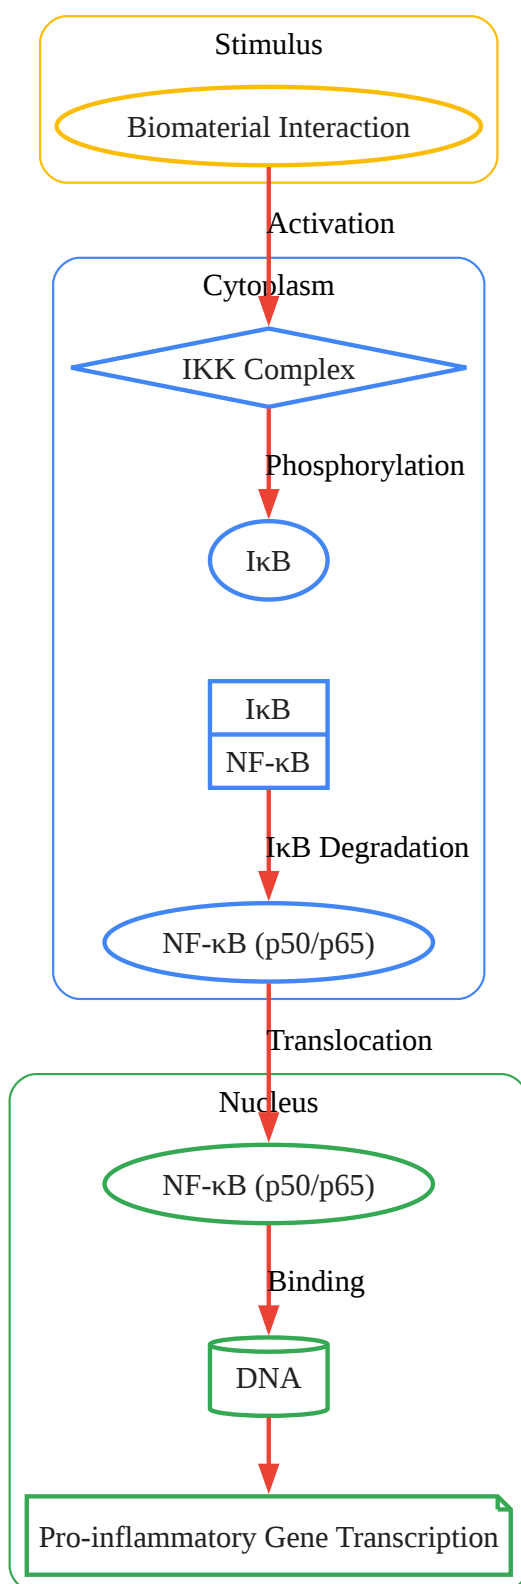 Stimulus
Biomaterial Interaction
Activation
Cytoplasm
IKK Complex
Phosphorylation
IκB
IκB
NF-κB
IκB Degradation
NF-κB (p50/p65)
Translocation
Nucleus
NF-κB (p50/p65)
Binding
DNA
Pro-inflammatory Gene Transcription